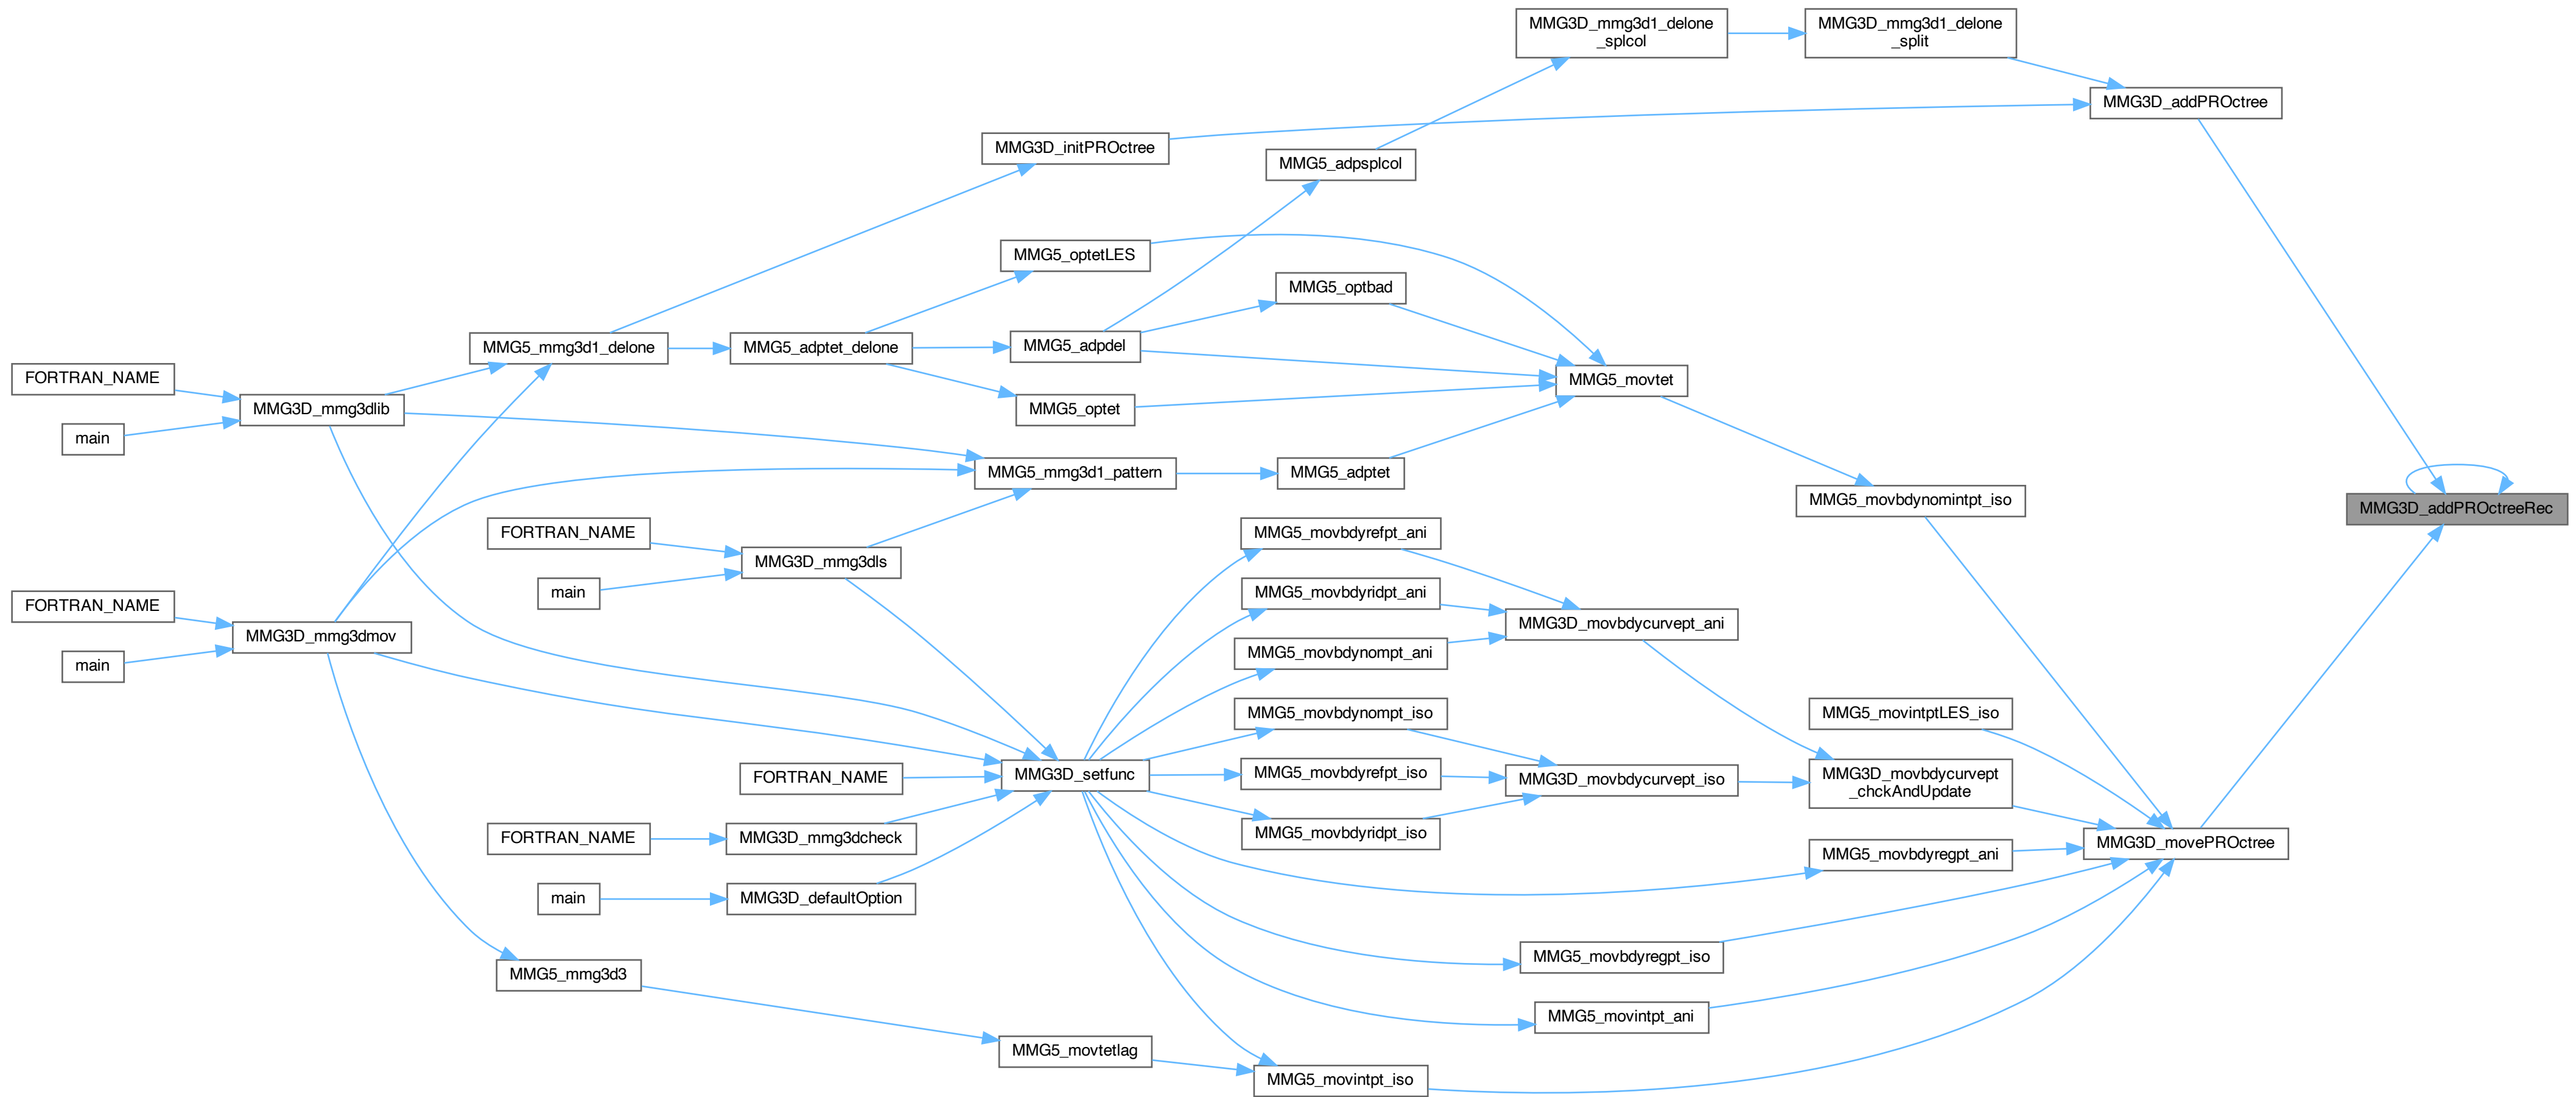 MMG3D_mmg3d1_delone
_splcol
MMG3D_mmg3d1_delone
_split
MMG3D_addPROctree
MMG3D_initPROctree
MMG5_adpsplcol
MMG5_optetLES
MMG5_optbad
MMG5_mmg3d1_delone
MMG5_adptet_delone
MMG5_adpdel
FORTRAN_NAME
MMG5_movtet
MMG3D_mmg3dlib
MMG5_optet
main
MMG5_mmg3d1_pattern
MMG5_adptet
MMG5_movbdynomintpt_iso
MMG3D_addPROctreeRec
FORTRAN_NAME
MMG5_movbdyrefpt_ani
MMG3D_mmg3dls
main
MMG5_movbdyridpt_ani
FORTRAN_NAME
MMG3D_movbdycurvept_ani
MMG3D_mmg3dmov
MMG5_movbdynompt_ani
main
MMG5_movbdynompt_iso
MMG5_movintptLES_iso
FORTRAN_NAME
MMG3D_setfunc
MMG5_movbdyrefpt_iso
MMG3D_movbdycurvept_iso
MMG3D_movbdycurvept
_chckAndUpdate
FORTRAN_NAME
MMG3D_mmg3dcheck
MMG5_movbdyridpt_iso
MMG3D_movePROctree
MMG5_movbdyregpt_ani
main
MMG3D_defaultOption
MMG5_movbdyregpt_iso
MMG5_mmg3d3
MMG5_movintpt_ani
MMG5_movtetlag
MMG5_movintpt_iso